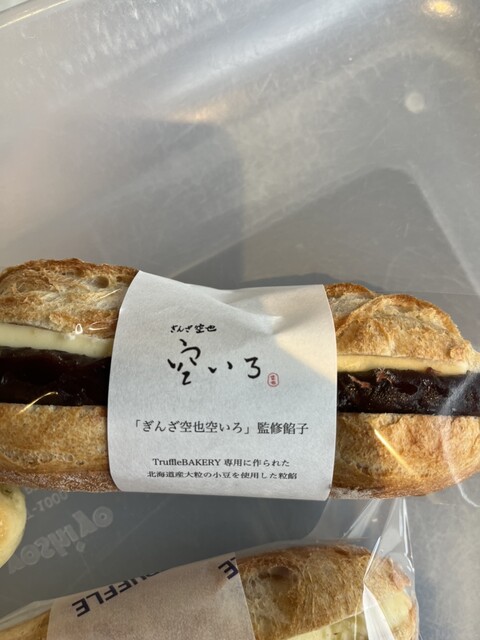 ぎんざ空也
空いろ
「ぎんざ空也空いろ」監修餡子
TruffleBAKERY 専用に作られた
北海道産大粒の小豆を使用した粒餡
UFFLE